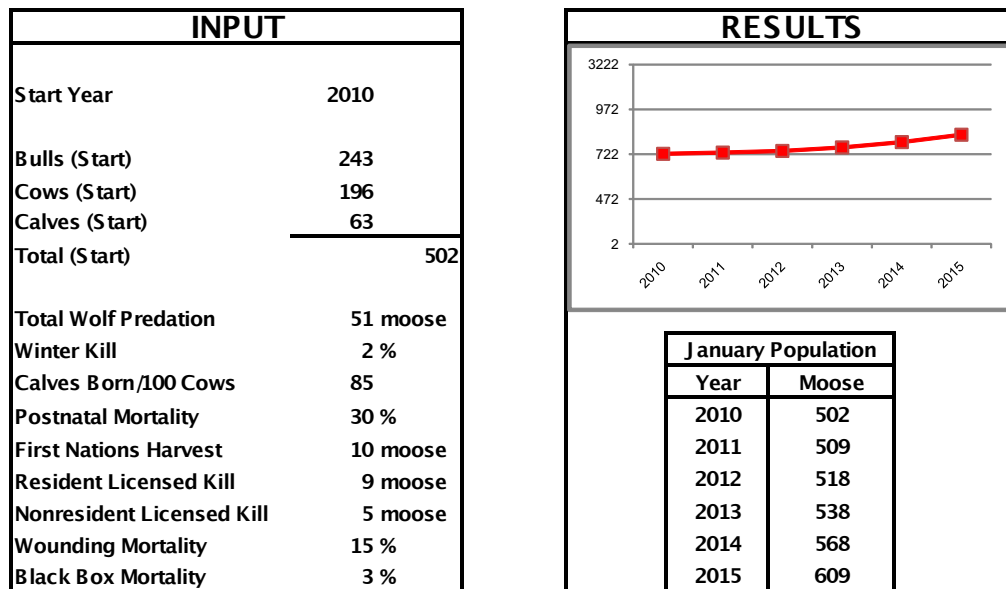 INPUT
Start Year 2010
Bulls (Start) 243
Cows (Start) 196
Calves (Start) 63
Total (Start) 502
Total Wolf Predation 51 moose
Winter Kill 2 %
Calves Born/100 Cows 85
Postnatal Mortality 30 %
First Nations Harvest 10 moose
Resident Licensed Kill 9 moose
Nonresident Licensed Kill 5 moose
Wounding Mortality 15 %
Black Box Mortality 3 %
RESULTS
3222
972
722
472
2
2010 2011 2012 2013 2014 2015
January Population
Year Moose
2010 502
2011 509
2012 518
2013 538
2014 568
2015 609